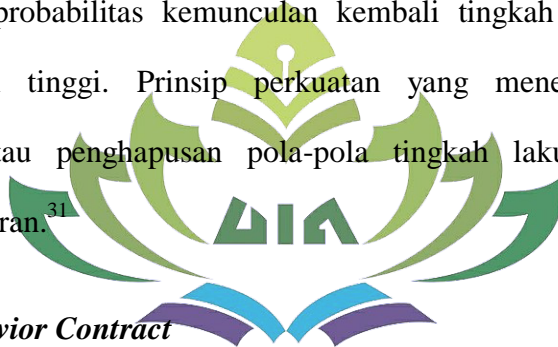 probabilitas kemunculan kembali tingkah
tinggi. Prinsip perkuatan yang mene
tau penghapusan pola-pola tingkah laku
ran.31
UIN
vior Contract